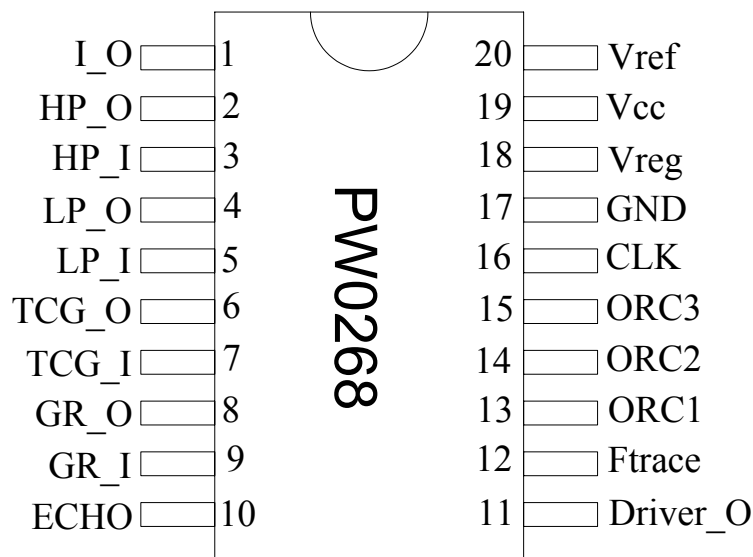 I_O 1 20 Vref
HP_O 2 19 Vcc
HP_I 3 18 Vreg
LP_O 4 17 GND
LP_I 5 16 CLK
TCG_O 6 15 ORC3
TCG_I 7 14 ORC2
GR_O 8 13 ORC1
GR_I 9 12 Ftrace
ECHO 10 11 Driver_O
PW0268